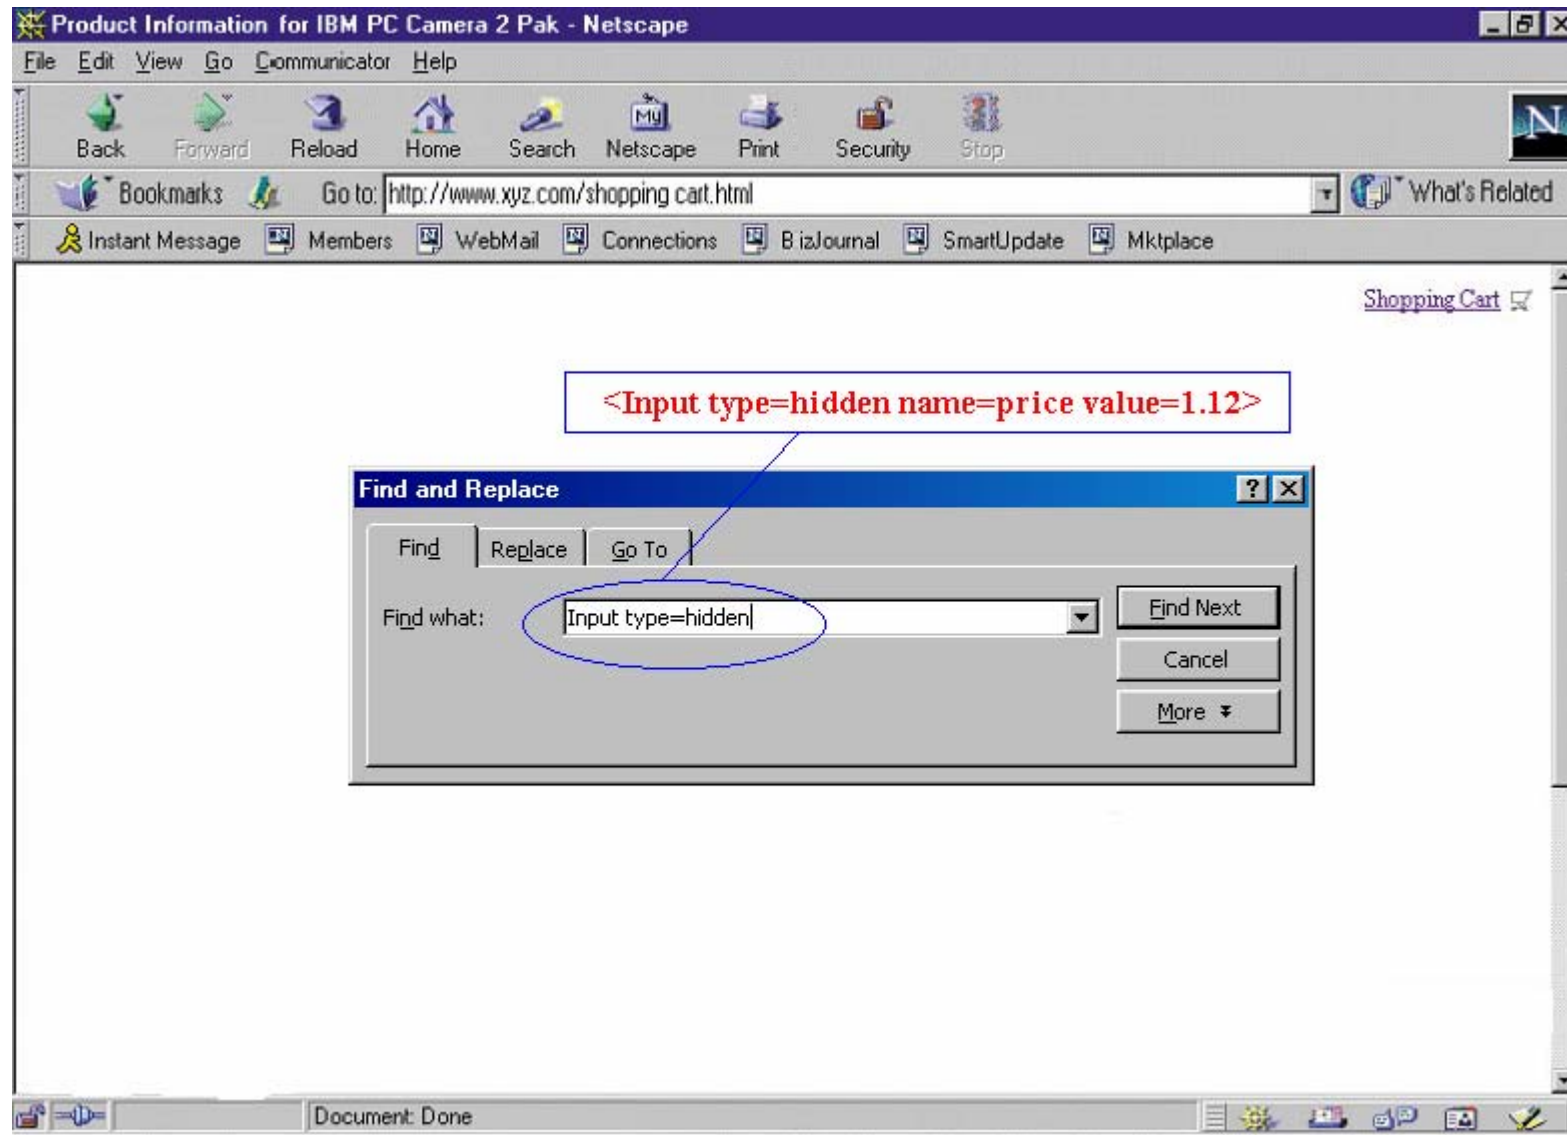 Product Information for IBM PC Camera 2 Pak - Netscape
File Edit View Go Communicator Help
Back Forward Reload Home Search Netscape Print Security Stop
My
N
Bookmarks Go to: http://www.xyz.com/shopping cart.html What's Related
Instant Message Members WebMail Connections BizJournal SmartUpdate Mktplace
Shopping Cart
<Input type=hidden name=price value=1.12>
Find and Replace
Find Replace Go To
Find what: Input type=hidden Find Next
Cancel
More
Document: Done